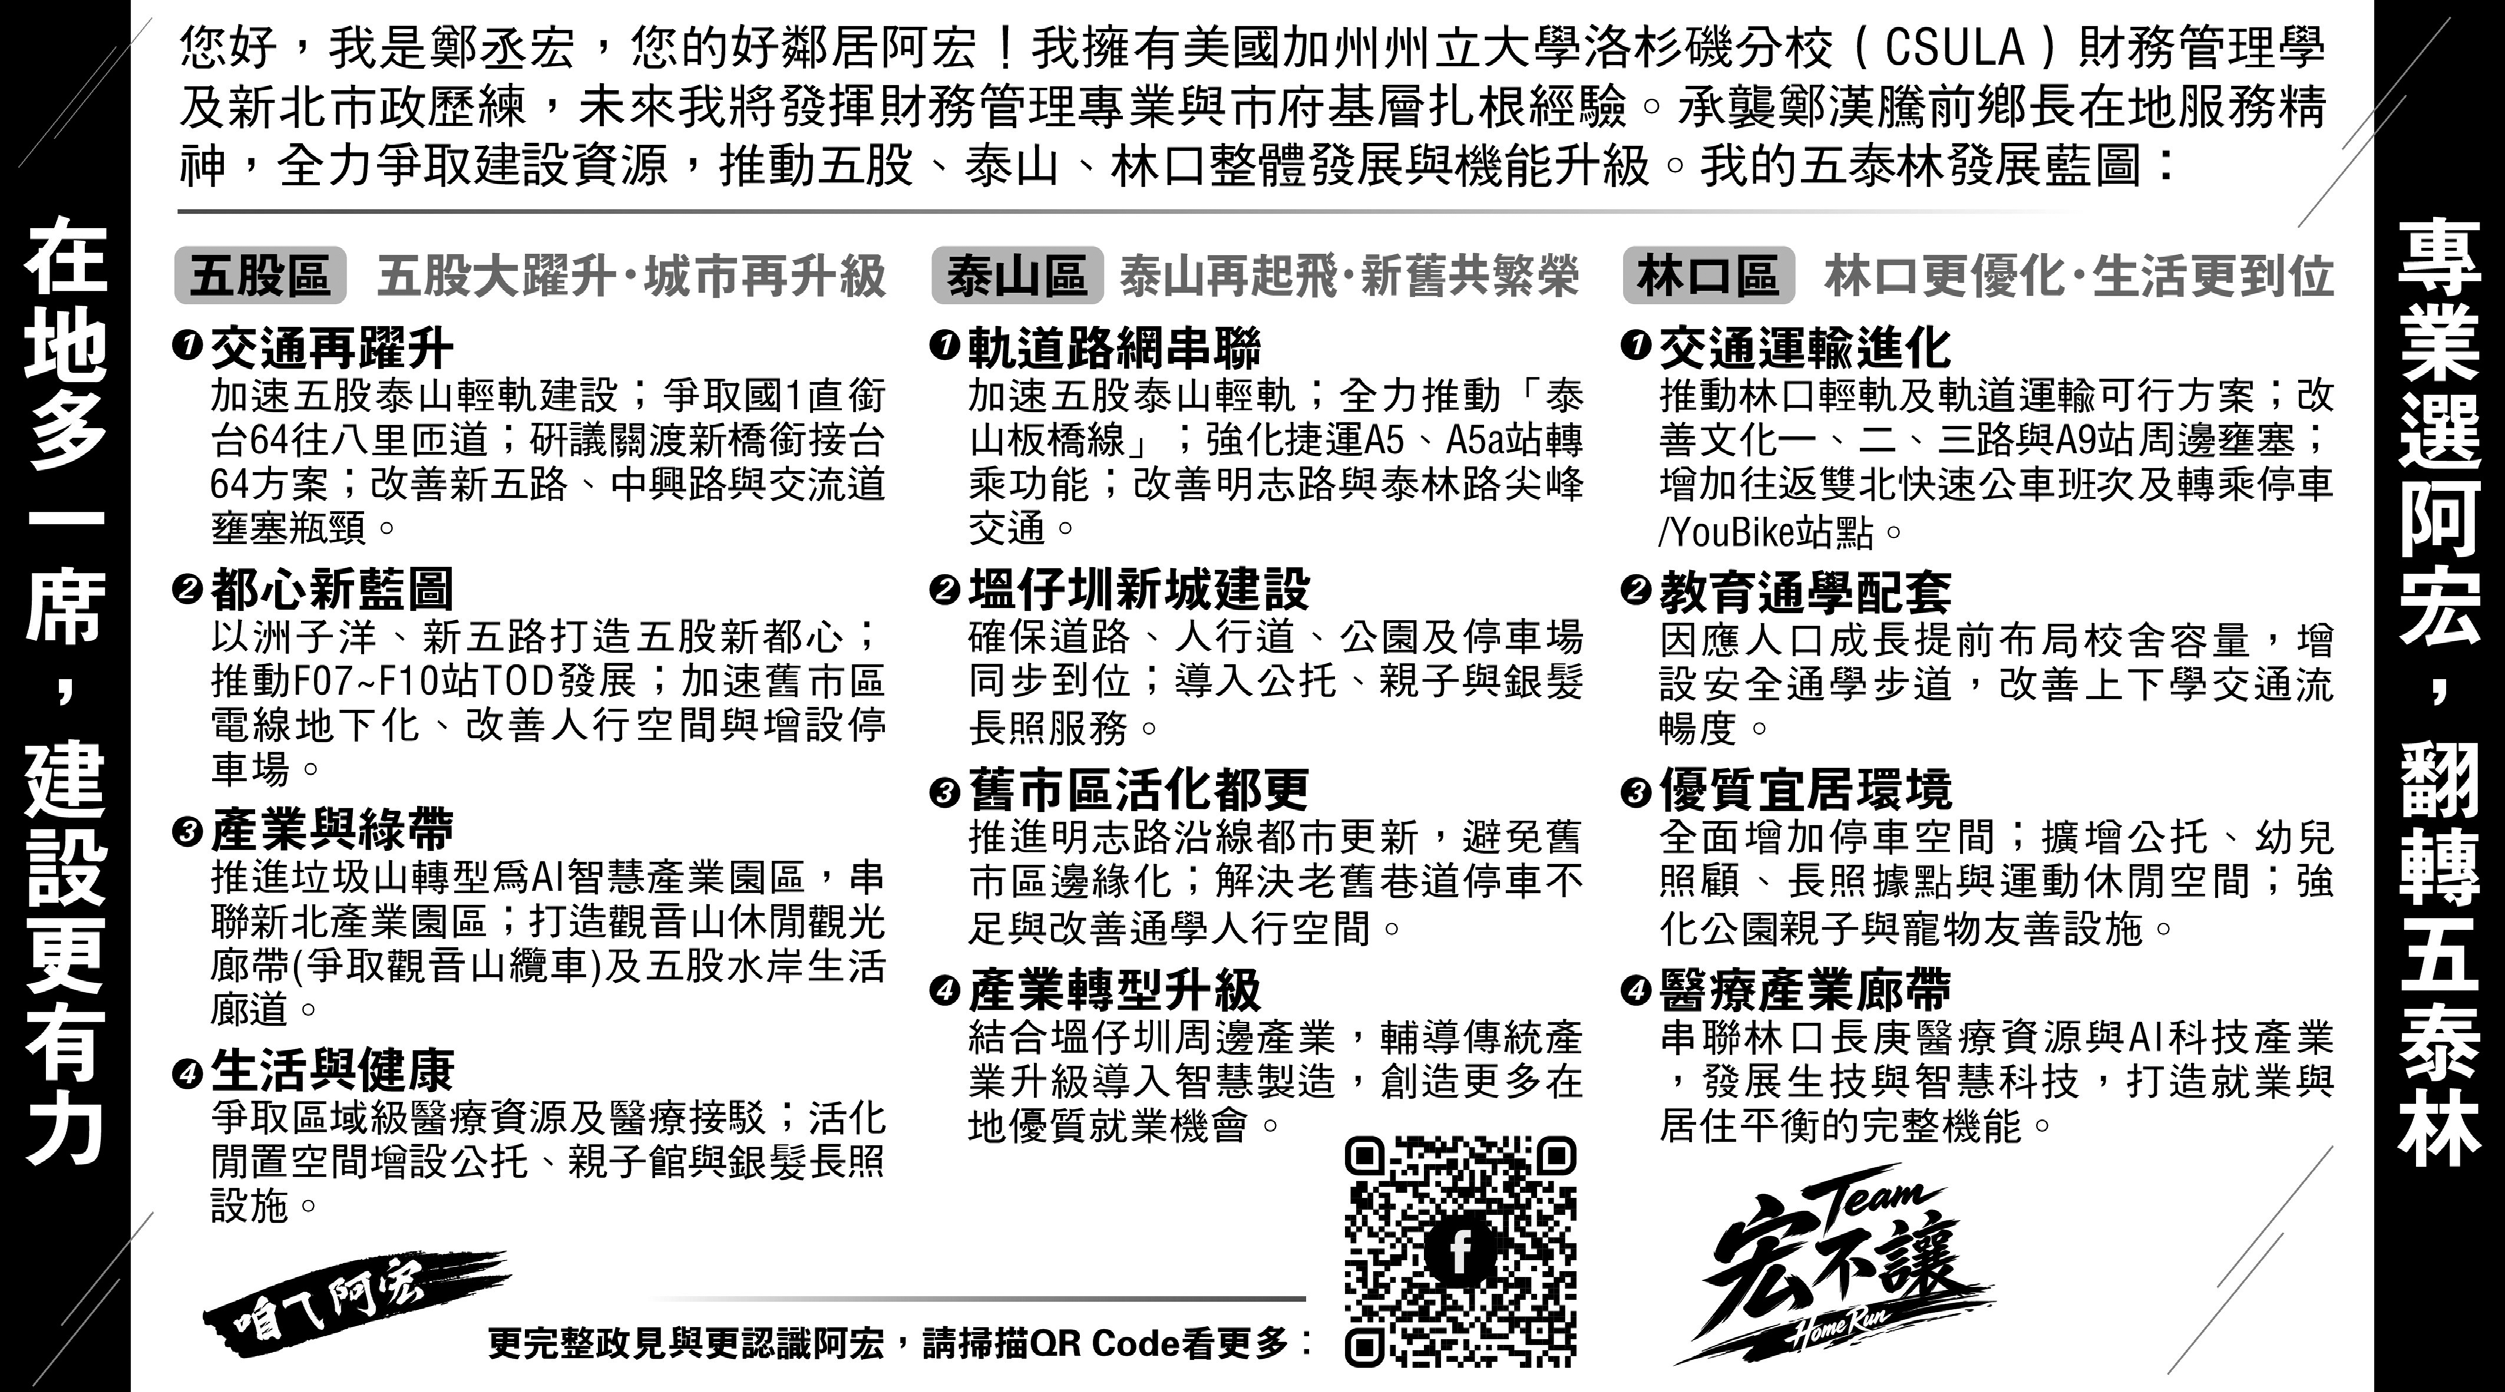 在地多一席，建設更有力
您好，我是鄭丞宏，您的好鄰居阿宏！我擁有美國加州州立大學洛杉磯分校（CSULA）財務管理學
及新北市政歷練，未來我將發揮財務管理專業與市府基層扎根經驗。承襲鄭漢騰前鄉長在地服務精
神，全力爭取建設資源，推動五股、泰山、林口整體發展與機能升級。我的五泰林發展藍圖：
五股區 五股大躍升·城市再升級
❶交通再躍升
加速五股泰山輕軌建設；爭取國1直銜
台64往八里匝道；研議關渡新橋銜接台
64方案；改善新五路、中興路與交流道
壅塞瓶頸。
❷都心新藍圖
以洲子洋、新五路打造五股新都心；
推動F07~F10站TOD發展；加速舊市區
電線地下化、改善人行空間與增設停
車場。
❸產業與綠帶
推進垃圾山轉型為AI智慧產業園區，串
聯新北產業園區；打造觀音山休閒觀光
廊帶(爭取觀音山纜車)及五股水岸生活
廊道。
❹生活與健康
爭取區域級醫療資源及醫療接駁；活化
閒置空間增設公托、親子館與銀髮長照
設施。
泰山區 泰山再起飛·新舊共繁榮
❶軌道路網串聯
加速五股泰山輕軌；全力推動「泰
山板橋線」；強化捷運A5、A5a站轉
乘功能；改善明志路與泰林路尖峰
交通。
❷塭仔圳新城建設
確保道路、人行道、公園及停車場
同步到位；導入公托、親子與銀髮
長照服務。
❸舊市區活化都更
推進明志路沿線都市更新，避免舊
市區邊緣化；解決老舊巷道停車不
足與改善通學人行空間。
❹產業轉型升級
結合塭仔圳周邊產業，輔導傳統產
業升級導入智慧製造，創造更多在
地優質就業機會。
林口區 林口更優化·生活更到位
❶交通運輸進化
推動林口輕軌及軌道運輸可行方案；改
善文化一、二、三路與A9站周邊壅塞；
增加往返雙北快速公車班次及轉乘停車
/YouBike站點。
❷教育通學配套
因應人口成長提前布局校舍容量，增
設安全通學步道，改善上下學交通流
暢度。
❸優質宜居環境
全面增加停車空間；擴增公托、幼兒
照顧、長照據點與運動休閒空間；強
化公園親子與寵物友善設施。
❹醫療產業廊帶
串聯林口長庚醫療資源與AI科技產業
，發展生技與智慧科技，打造就業與
居住平衡的完整機能。
咱ㄟ阿宏
更完整政見與更認識阿宏，請掃描QR Code看更多：
f
Team
宏不讓
Home Run
專業選阿宏，翻轉五泰林